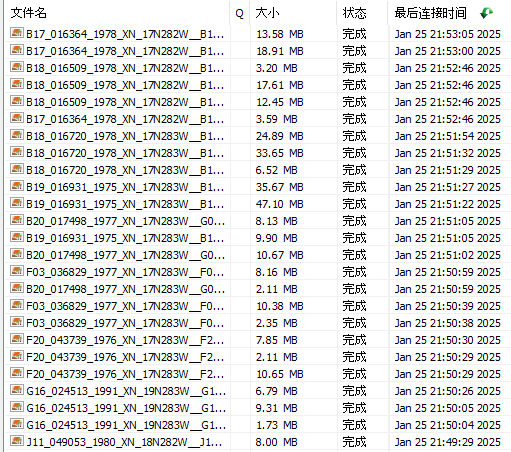 文件名 Q 大小 状态 最后连接时间
B17_016364_1978_XN_17N282W__B1... 13.58 MB 完成 Jan 25 21:53:05 2025
B17_016364_1978_XN_17N282W__B1... 18.91 MB 完成 Jan 25 21:53:00 2025
B18_016509_1978_XN_17N282W__B1... 3.20 MB 完成 Jan 25 21:52:46 2025
B18_016509_1978_XN_17N282W__B1... 17.61 MB 完成 Jan 25 21:52:46 2025
B18_016509_1978_XN_17N282W__B1... 12.45 MB 完成 Jan 25 21:52:46 2025
B17_016364_1978_XN_17N282W__B1... 3.59 MB 完成 Jan 25 21:52:46 2025
B18_016720_1978_XN_17N283W__B1... 24.89 MB 完成 Jan 25 21:51:54 2025
B18_016720_1978_XN_17N283W__B1... 33.65 MB 完成 Jan 25 21:51:32 2025
B18_016720_1978_XN_17N283W__B1... 6.52 MB 完成 Jan 25 21:51:29 2025
B19_016931_1975_XN_17N283W__B1... 35.67 MB 完成 Jan 25 21:51:27 2025
B19_016931_1975_XN_17N283W__B1... 47.10 MB 完成 Jan 25 21:51:22 2025
B20_017498_1977_XN_17N283W__G0... 8.13 MB 完成 Jan 25 21:51:05 2025
B19_016931_1975_XN_17N283W__B1... 9.90 MB 完成 Jan 25 21:51:05 2025
B20_017498_1977_XN_17N283W__G0... 10.67 MB 完成 Jan 25 21:51:02 2025
F03_036829_1977_XN_17N283W__F0... 8.16 MB 完成 Jan 25 21:50:59 2025
B20_017498_1977_XN_17N283W__G0... 2.11 MB 完成 Jan 25 21:50:59 2025
F03_036829_1977_XN_17N283W__F0... 10.38 MB 完成 Jan 25 21:50:39 2025
F03_036829_1977_XN_17N283W__F0... 2.35 MB 完成 Jan 25 21:50:38 2025
F20_043739_1976_XN_17N283W__F2... 7.85 MB 完成 Jan 25 21:50:30 2025
F20_043739_1976_XN_17N283W__F2... 2.11 MB 完成 Jan 25 21:50:29 2025
F20_043739_1976_XN_17N283W__F2... 10.65 MB 完成 Jan 25 21:50:29 2025
G16_024513_1991_XN_19N283W__G1... 6.79 MB 完成 Jan 25 21:50:26 2025
G16_024513_1991_XN_19N283W__G1... 9.31 MB 完成 Jan 25 21:50:05 2025
G16_024513_1991_XN_19N283W__G1... 1.73 MB 完成 Jan 25 21:50:04 2025
J11_049053_1980_XN_18N282W__J1... 8.00 MB 完成 Jan 25 21:49:29 2025